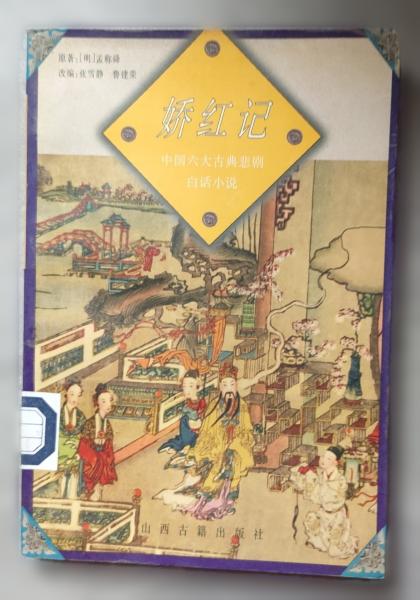 原著:[明]孟称舜
改编:张雪静 鲁建荣
娇红记
中国六大古典悲剧
白话小说
山西古籍出版社